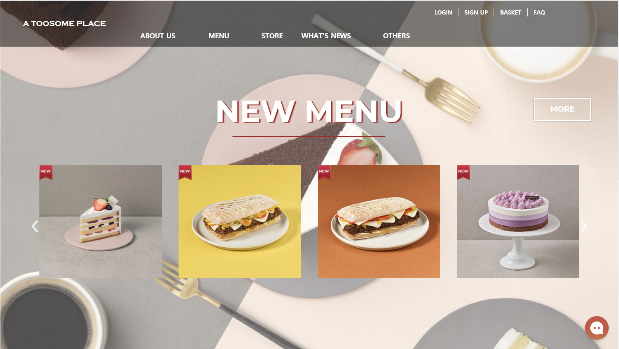 LOGIN SIGN UP BASKET FAQ
A TOOSOME PLACE
ABOUT US MENU STORE WHAT'S NEWS OTHERS
NEW MENU
MORE
NEW NEW NEW NEW